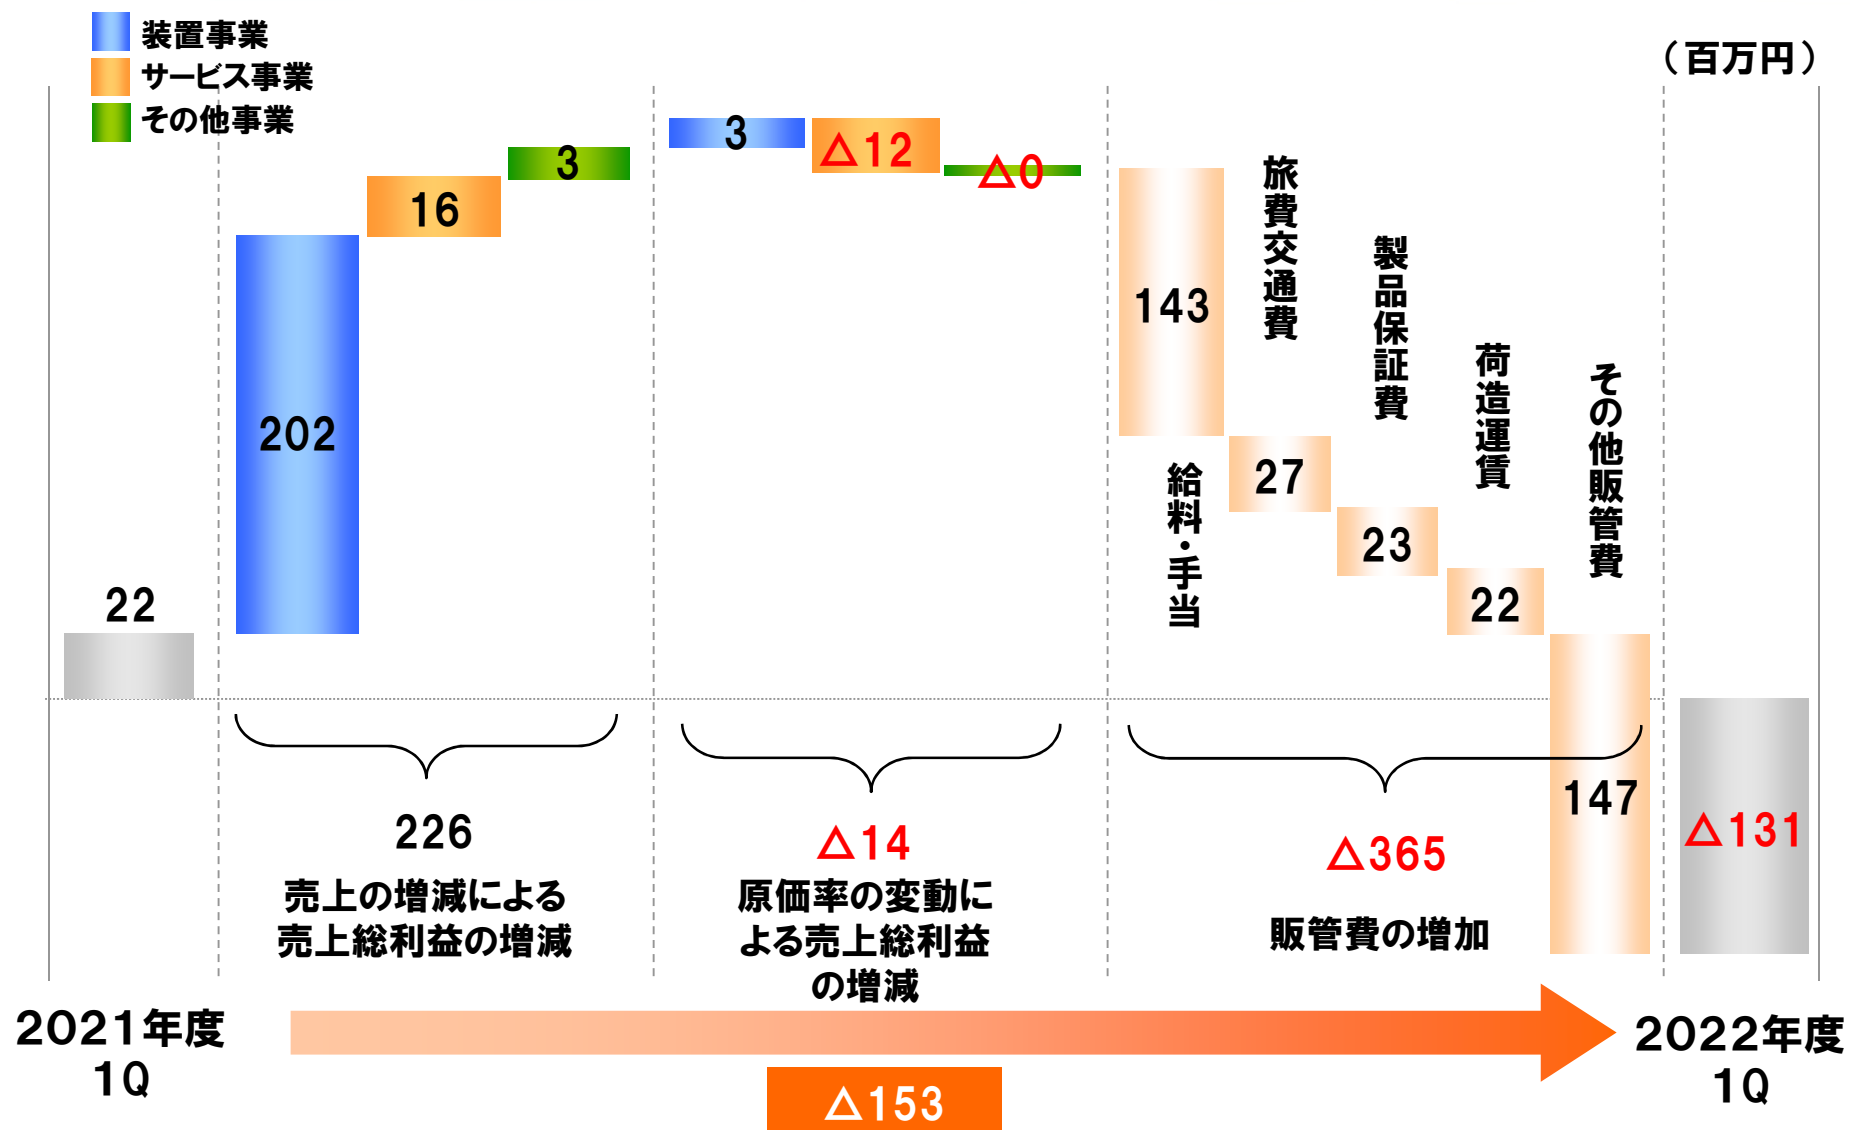 装置事業
サービス事業
その他事業
（百万円）
22
202
16
3
3
△12
△0
143
給料・手当
旅費交通費
27
製品保証費
23
荷造運賃
22
その他販管費
147
△131
226
売上の増減による
売上総利益の増減
△14
原価率の変動に
よる売上総利益
の増減
△365
販管費の増加
2021年度
1Q
2022年度
1Q
△153